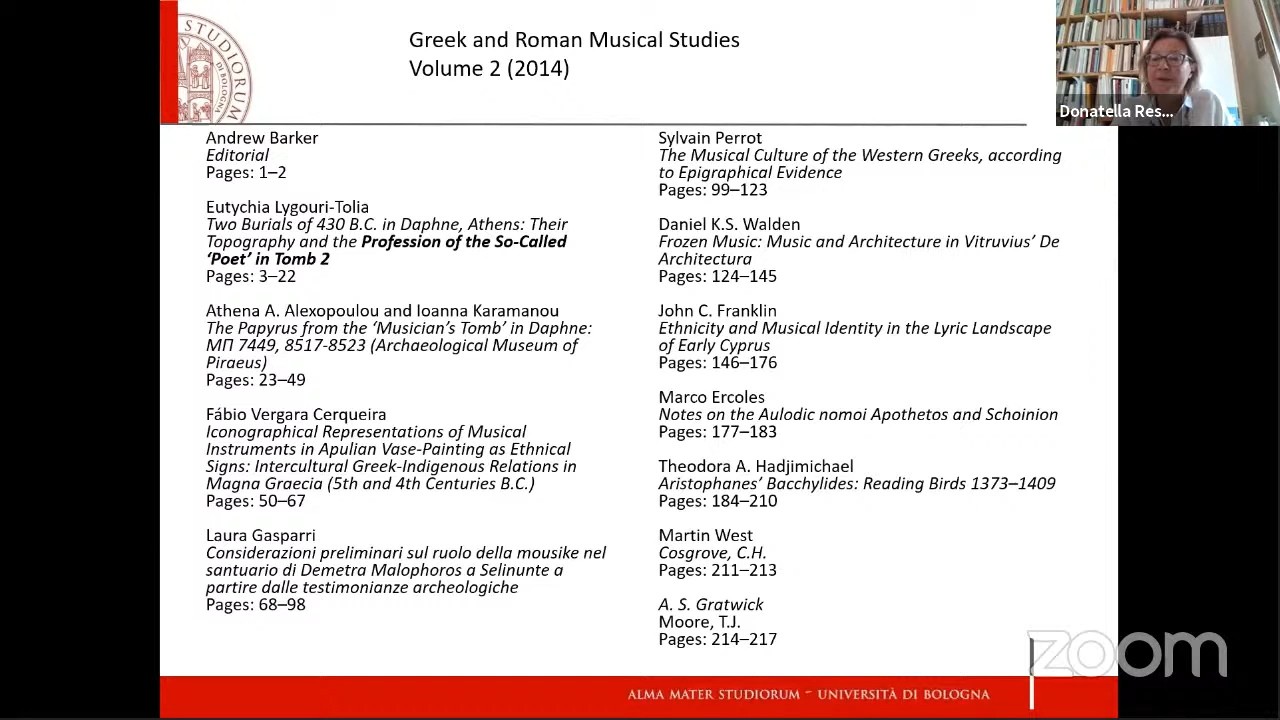 Greek and Roman Musical Studies
Volume 2 (2014)
Donatella Res...
STUDIORUM
DI BOLOGNA
Andrew Barker
Editorial
Pages: 1–2
Eutychia Lygouri-Tolia
Two Burials of 430 B.C. in Daphne, Athens: Their
Topography and the Profession of the So-Called
‘Poet’ in Tomb 2
Pages: 3–22
Athena A. Alexopoulou and Ioanna Karamanou
The Papyrus from the ‘Musician’s Tomb’ in Daphne:
ΜΠ 7449, 8517-8523 (Archaeological Museum of
Piraeus)
Pages: 23–49
Fábio Vergara Cerqueira
Iconographical Representations of Musical
Instruments in Apulian Vase-Painting as Ethnical
Signs: Intercultural Greek-Indigenous Relations in
Magna Graecia (5th and 4th Centuries B.C.)
Pages: 50–67
Laura Gasparri
Considerazioni preliminari sul ruolo della mousike nel
santuario di Demetra Malophoros a Selinunte a
partire dalle testimonianze archeologiche
Pages: 68–98
Sylvain Perrot
The Musical Culture of the Western Greeks, according
to Epigraphical Evidence
Pages: 99–123
Daniel K.S. Walden
Frozen Music: Music and Architecture in Vitruvius’ De
Architectura
Pages: 124–145
John C. Franklin
Ethnicity and Musical Identity in the Lyric Landscape
of Early Cyprus
Pages: 146–176
Marco Ercoles
Notes on the Aulodic nomoi Apothetos and Schoinion
Pages: 177–183
Theodora A. Hadjimichael
Aristophanes’ Bacchylides: Reading Birds 1373–1409
Pages: 184–210
Martin West
Cosgrove, C.H.
Pages: 211–213
A. S. Gratwick
Moore, T.J.
Pages: 214–217
zoom
ALMA MATER STUDIORUM ~ UNIVERSITÀ DI BOLOGNA